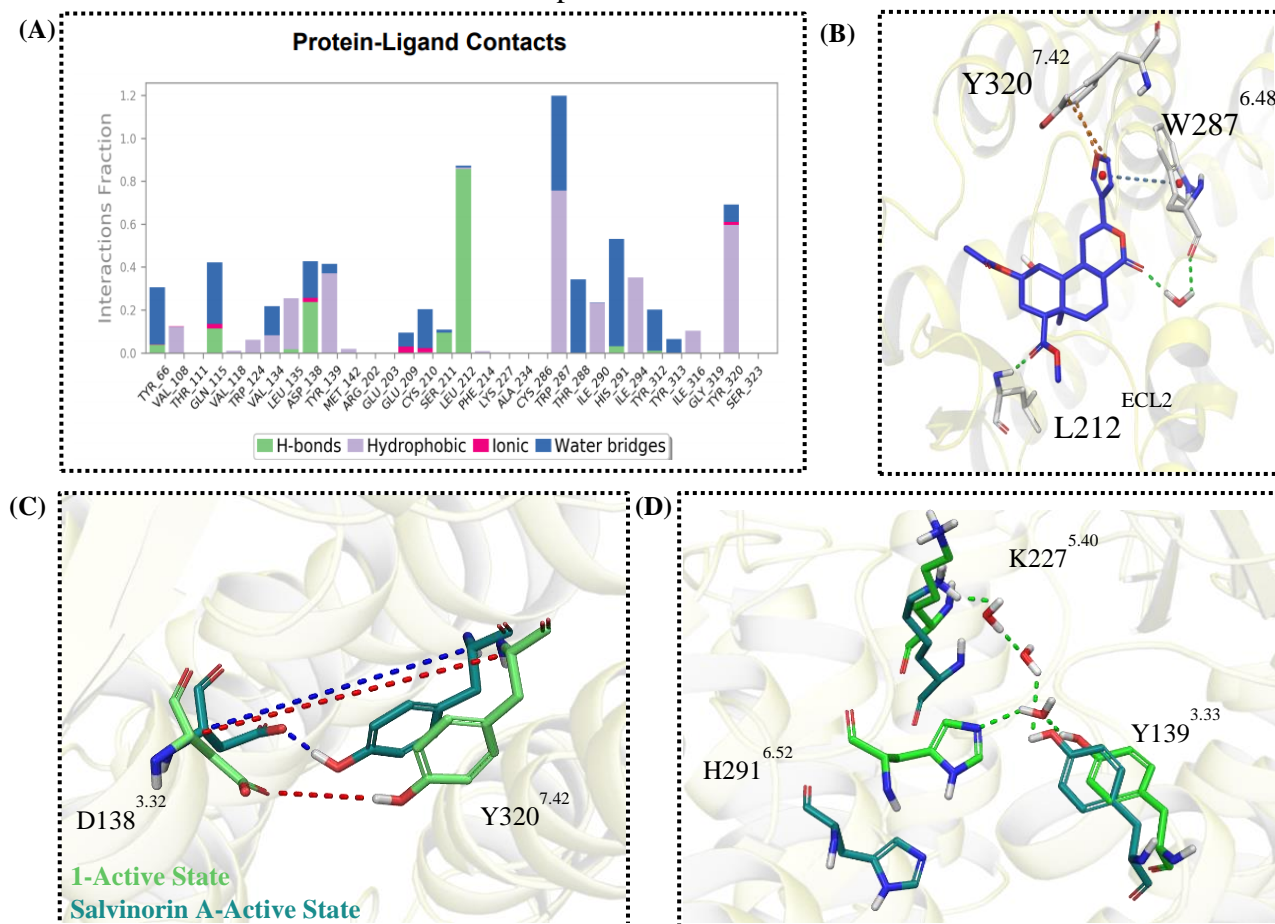 (A)
Protein-Ligand Contacts
Interactions Fraction
1.2
1.0
0.8
0.6
0.4
0.2
0.0
TYR_66
VAL_108
THR_111
GLN_115
VAL_118
TRP_124
VAL_134
LEU_135
ASP_138
TYR_139
MET_142
ARG_202
GLU_203
GLU_209
CYS_210
SER_211
LEU_212
PHE_214
LYS_227
ALA_234
CYS_286
TRP_287
THR_288
ILE_290
HIS_291
ILE_294
TYR_312
TYR_313
ILE_316
GLY_319
TYR_320
SER_323
H-bonds Hydrophobic Ionic Water bridges
(B)
Y320 7.42
W287 6.48
L212 ECL2
(C)
D138 3.32
Y320 7.42
1-Active State
Salvinorin A-Active State
(D)
K227 5.40
Y139 3.33
H291 6.52